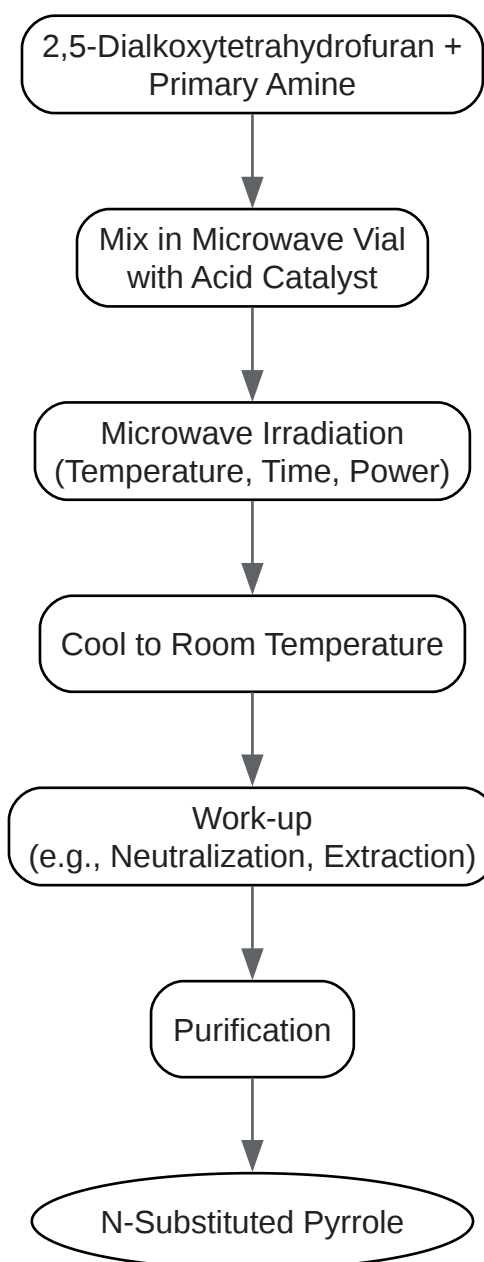 2,5-Dialkoxytetrahydrofuran +
Primary Amine
Mix in Microwave Vial
with Acid Catalyst
Microwave Irradiation
(Temperature, Time, Power)
Cool to Room Temperature
Work-up
(e.g., Neutralization, Extraction)
Purification
N-Substituted Pyrrole